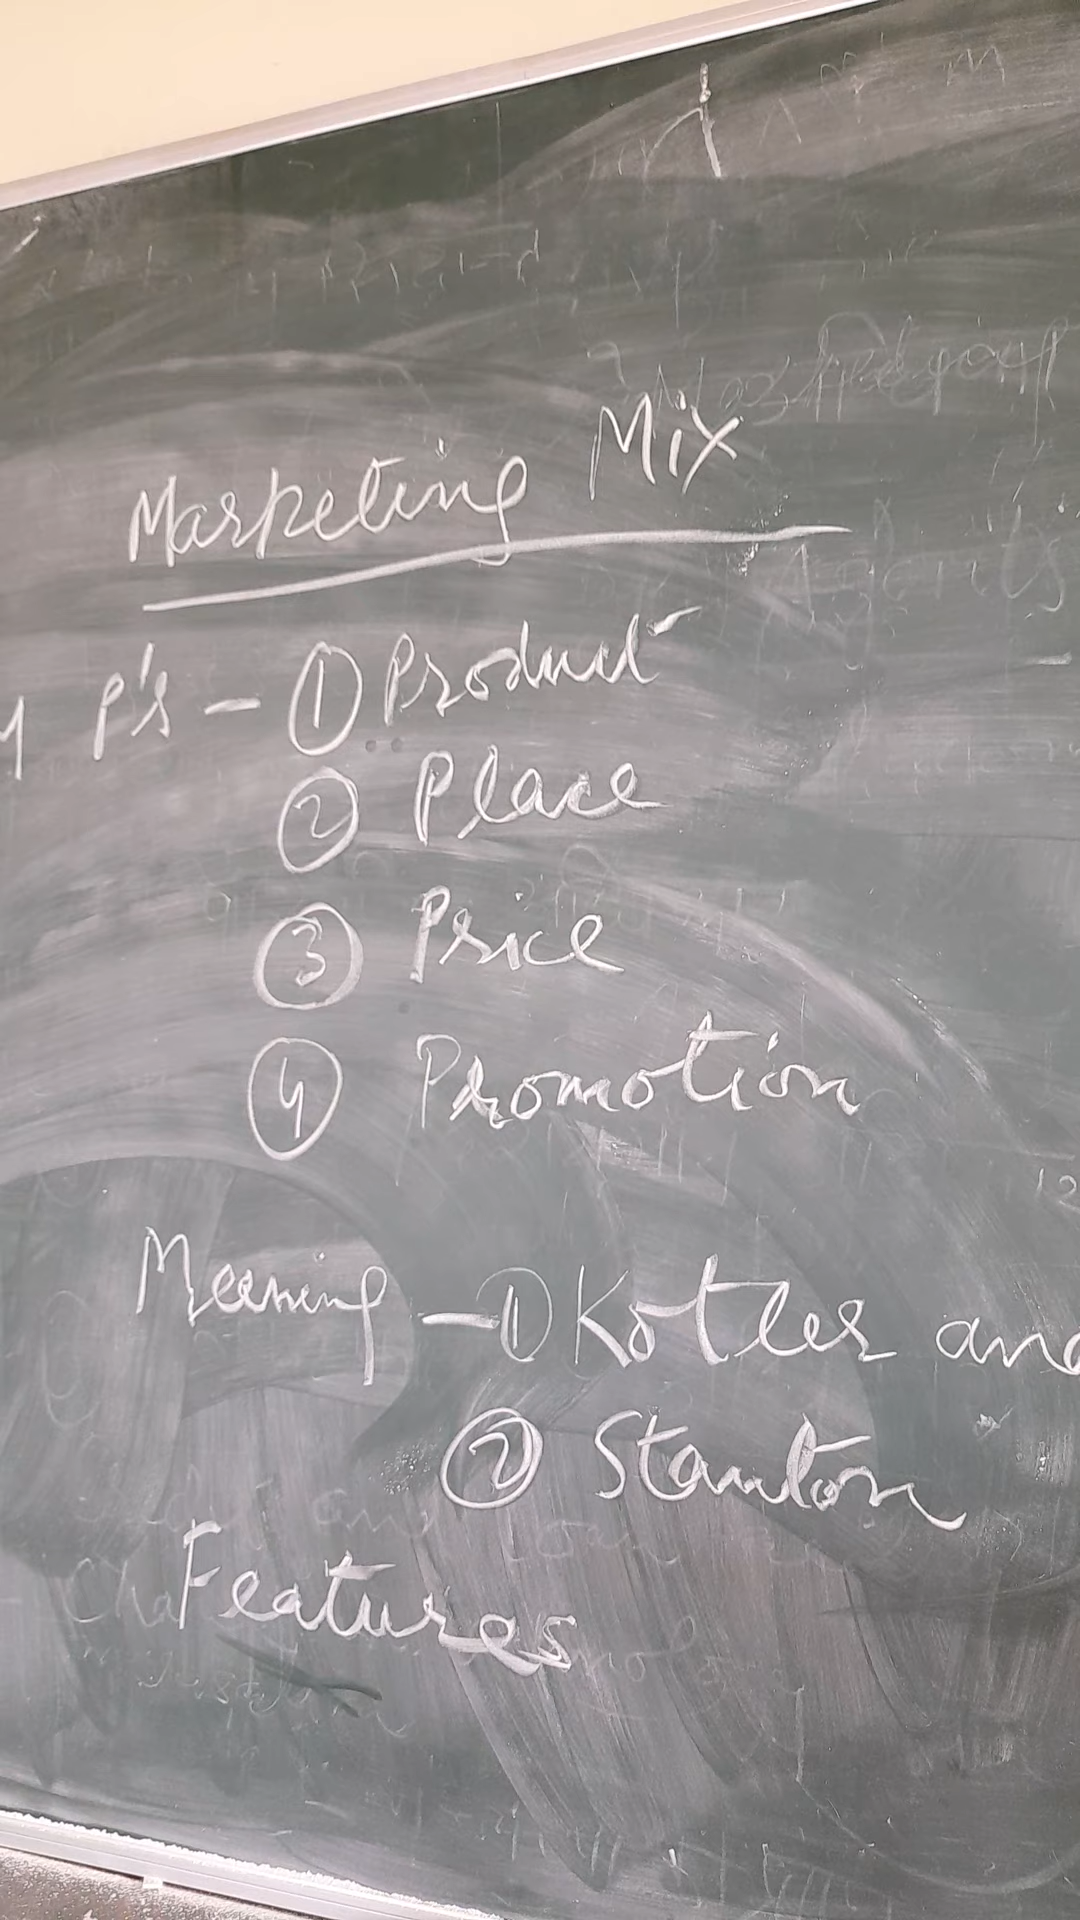 Marketing Mix
4 P's - ① Product
② Place
③ Price
④ Promotion
Meaning - ① Kotler and
② Stanton
Features